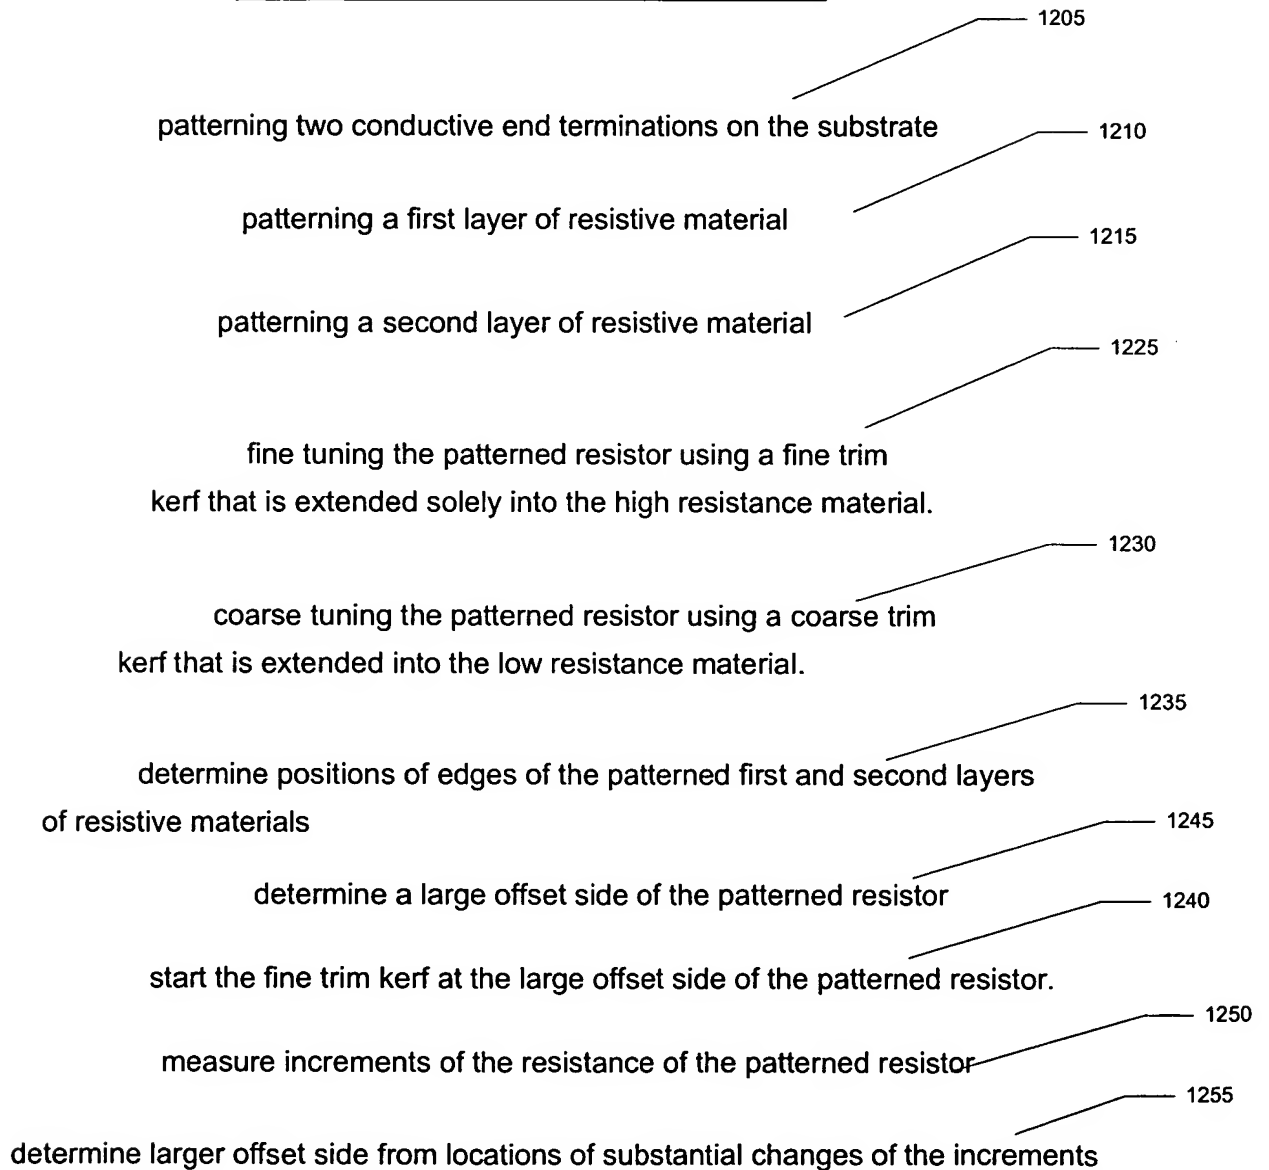 1205
patterning two conductive end terminations on the substrate
1210
patterning a first layer of resistive material
1215
patterning a second layer of resistive material
1225
fine tuning the patterned resistor using a fine trim
kerf that is extended solely into the high resistance material.
1230
coarse tuning the patterned resistor using a coarse trim
kerf that is extended into the low resistance material.
1235
determine positions of edges of the patterned first and second layers
of resistive materials
1245
determine a large offset side of the patterned resistor
1240
start the fine trim kerf at the large offset side of the patterned resistor.
1250
measure increments of the resistance of the patterned resistor
1255
determine larger offset side from locations of substantial changes of the increments